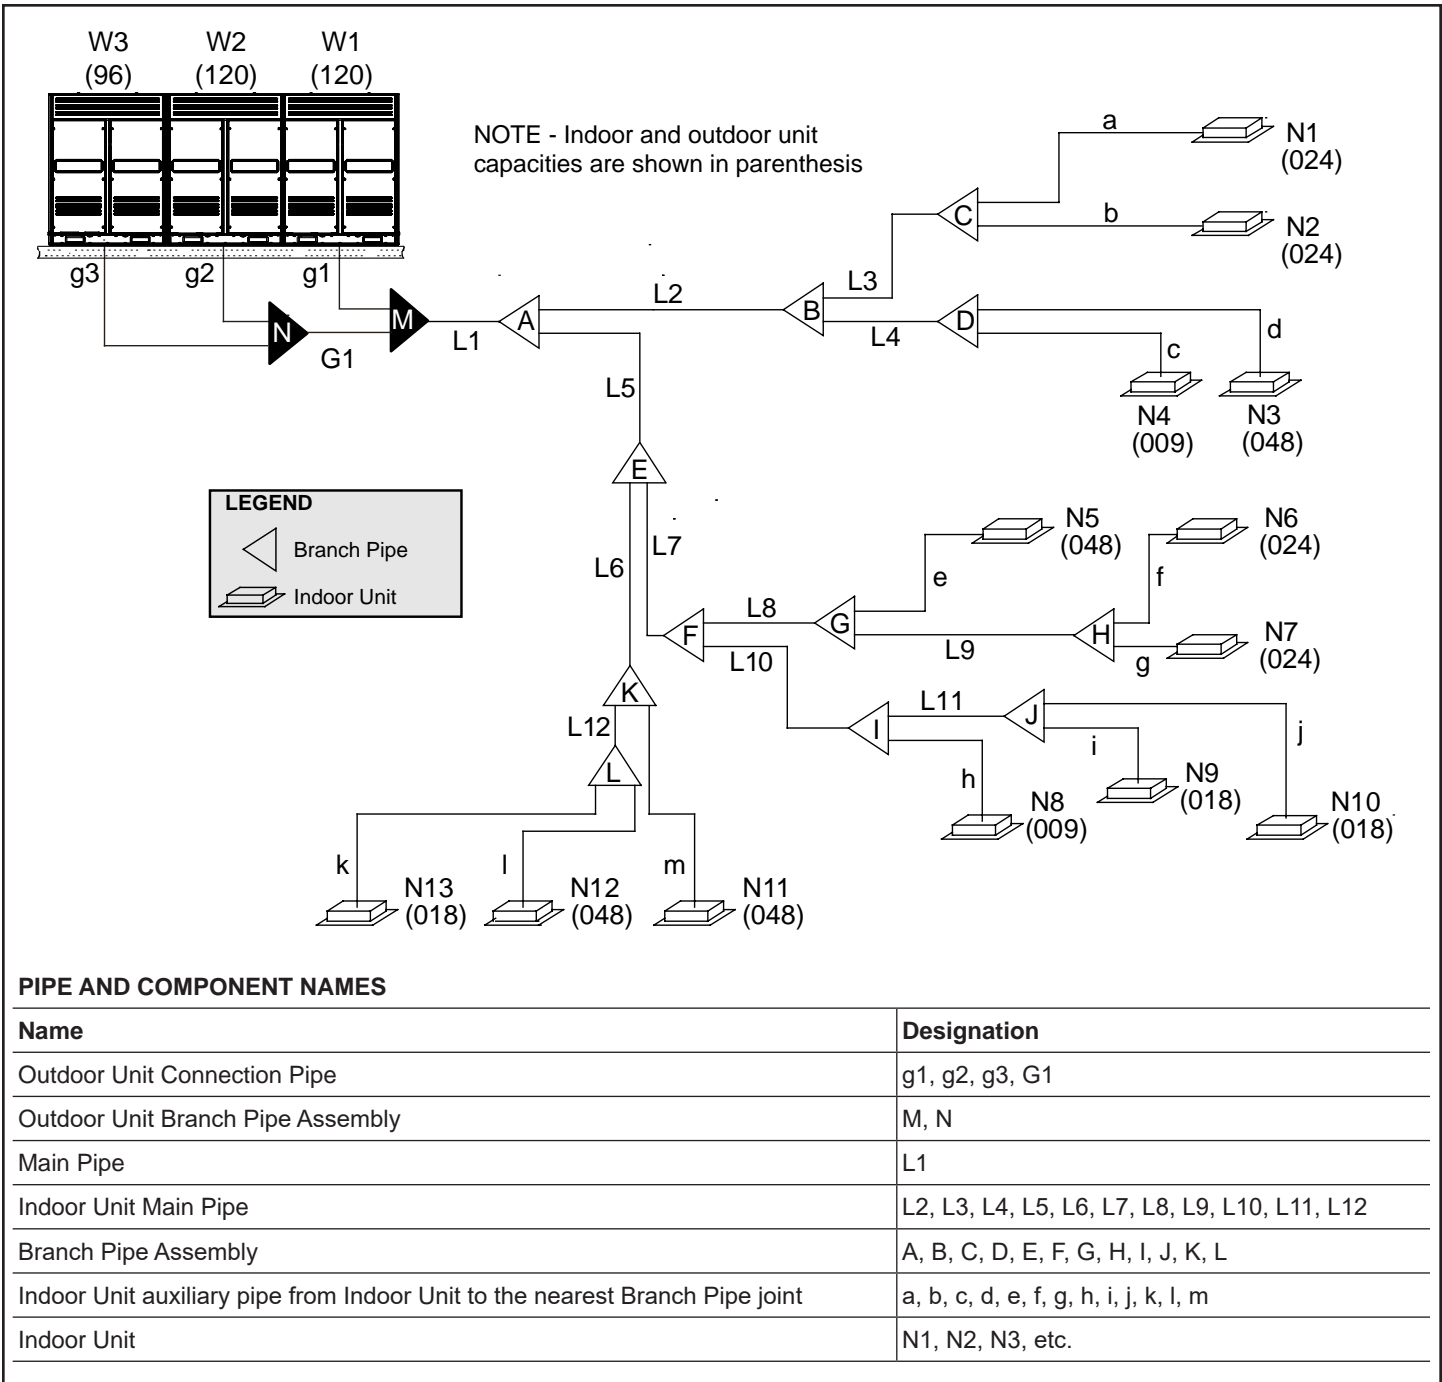 W3 W2 W1
(96) (120) (120)
NOTE - Indoor and outdoor unit
capacities are shown in parenthesis
a
N1
(024)
C
b
N2
(024)
g3 g2 g1
L3
L2
N M A B D
L1
G1
L4
c
d
L5
N4 N3
(009) (048)
E
LEGEND
Branch Pipe
Indoor Unit
N5
(048)
N6
(024)
L7
L6
e
f
L8
G
F
H
N7
(024)
L9
L10
g
K
L11
J
L12
I
i
j
L
h
N9
(018)
N8
(009)
N10
(018)
k l m
N13 N12 N11
(018) (048) (048)
PIPE AND COMPONENT NAMES
Name Designation
Outdoor Unit Connection Pipe g1, g2, g3, G1
Outdoor Unit Branch Pipe Assembly M, N
Main Pipe L1
Indoor Unit Main Pipe L2, L3, L4, L5, L6, L7, L8, L9, L10, L11, L12
Branch Pipe Assembly A, B, C, D, E, F, G, H, I, J, K, L
Indoor Unit auxiliary pipe from Indoor Unit to the nearest Branch Pipe joint a, b, c, d, e, f, g, h, i, j, k, l, m
Indoor Unit N1, N2, N3, etc.